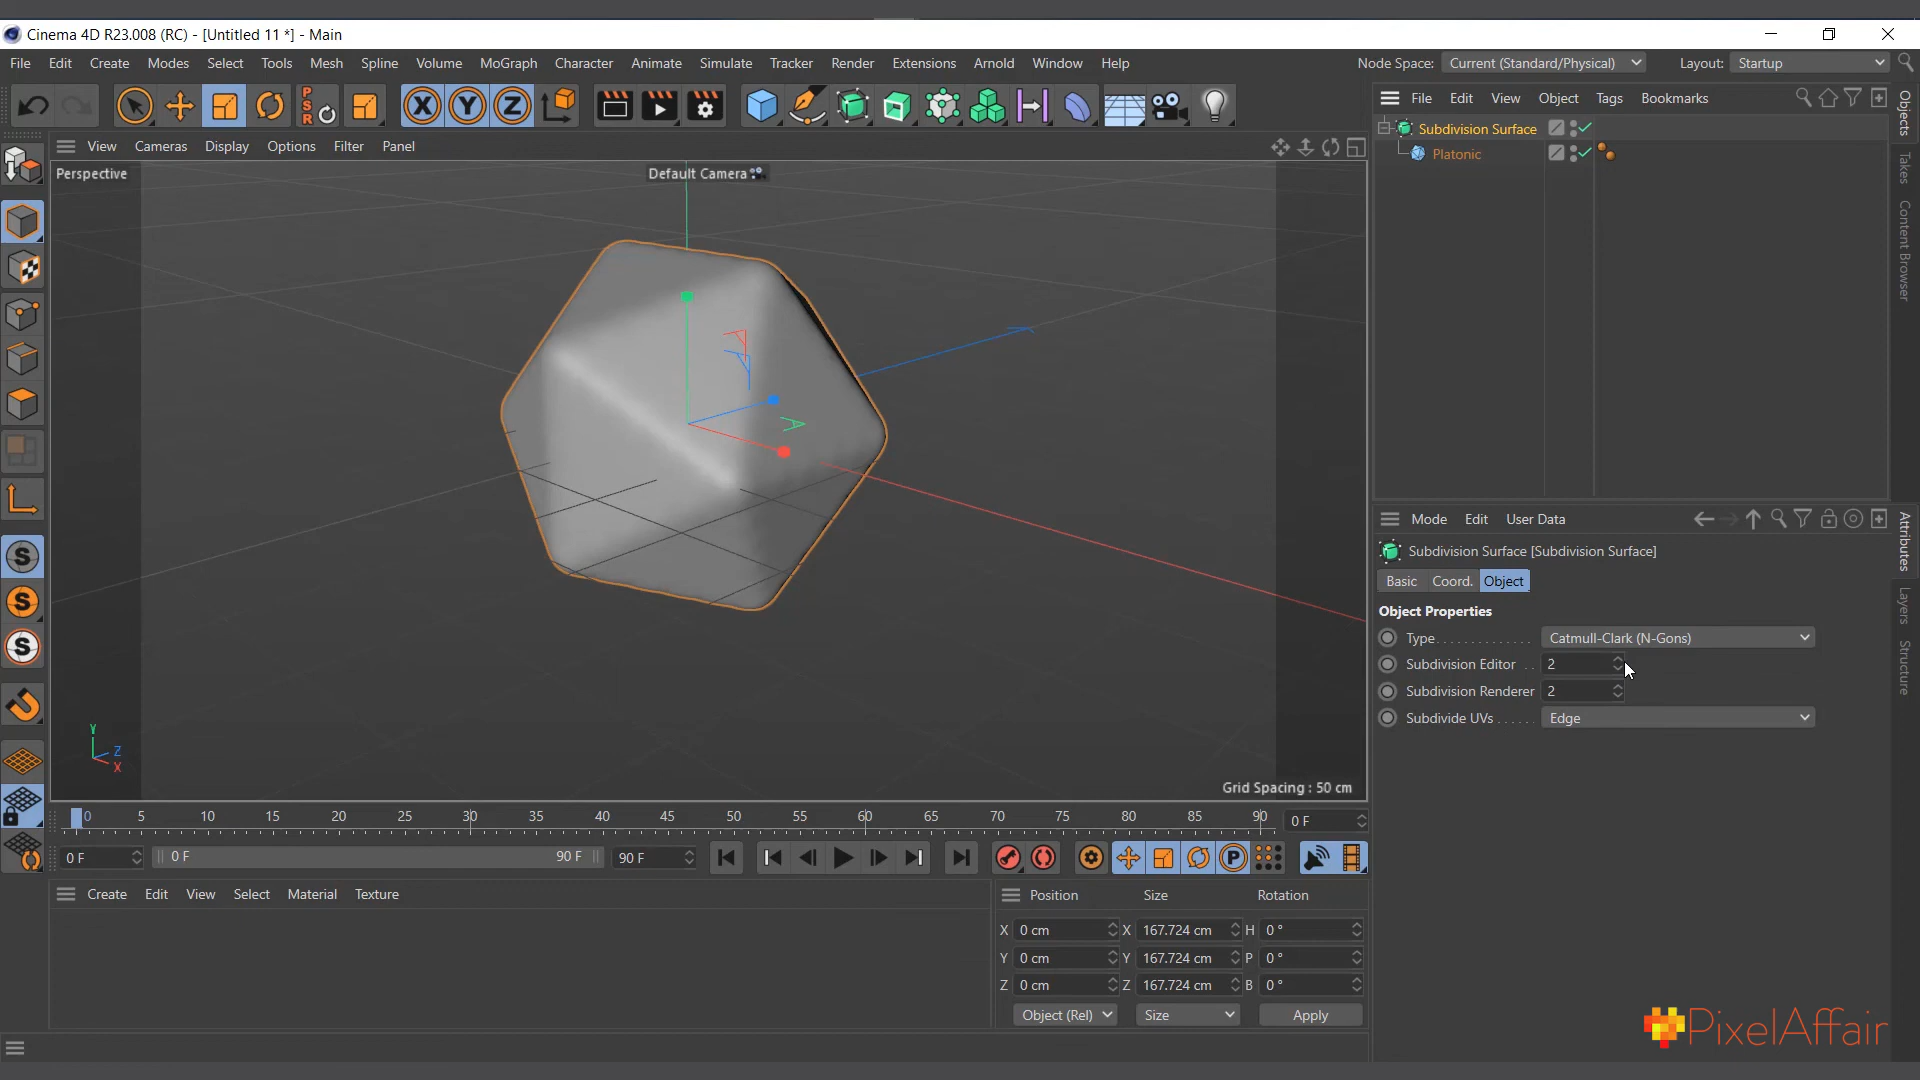 Cinema 4D R23.008 (RC) - [Untitled 11 *] - Main
File Edit Create Modes Select Tools Mesh Spline Volume MoGraph Character Animate Simulate Tracker Render Extensions Arnold Window Help
Node Space: Current (Standard/Physical) Layout: Startup
P S R
X Y Z
File Edit View Object Tags Bookmarks
Subdivision Surface
Platonic
Objects
Takes
Content Browser
View Cameras Display Options Filter Panel
Perspective
Default Camera
Y
Z
X
Grid Spacing : 50 cm
S
S
S
Mode Edit User Data
Subdivision Surface [Subdivision Surface]
Basic Coord. Object
Object Properties
Type Catmull-Clark (N-Gons)
Subdivision Editor 2
Subdivision Renderer 2
Subdivide UVs Edge
Attributes
Layers
Structure
0 5 10 15 20 25 30 35 40 45 50 55 60 65 70 75 80 85 90 0 F
0 F 0 F 90 F 90 F P
Create Edit View Select Material Texture
Position Size Rotation
X 0 cm X 167.724 cm H 0 °
Y 0 cm Y 167.724 cm P 0 °
Z 0 cm Z 167.724 cm B 0 °
Object (Rel) Size Apply
PixelAffair